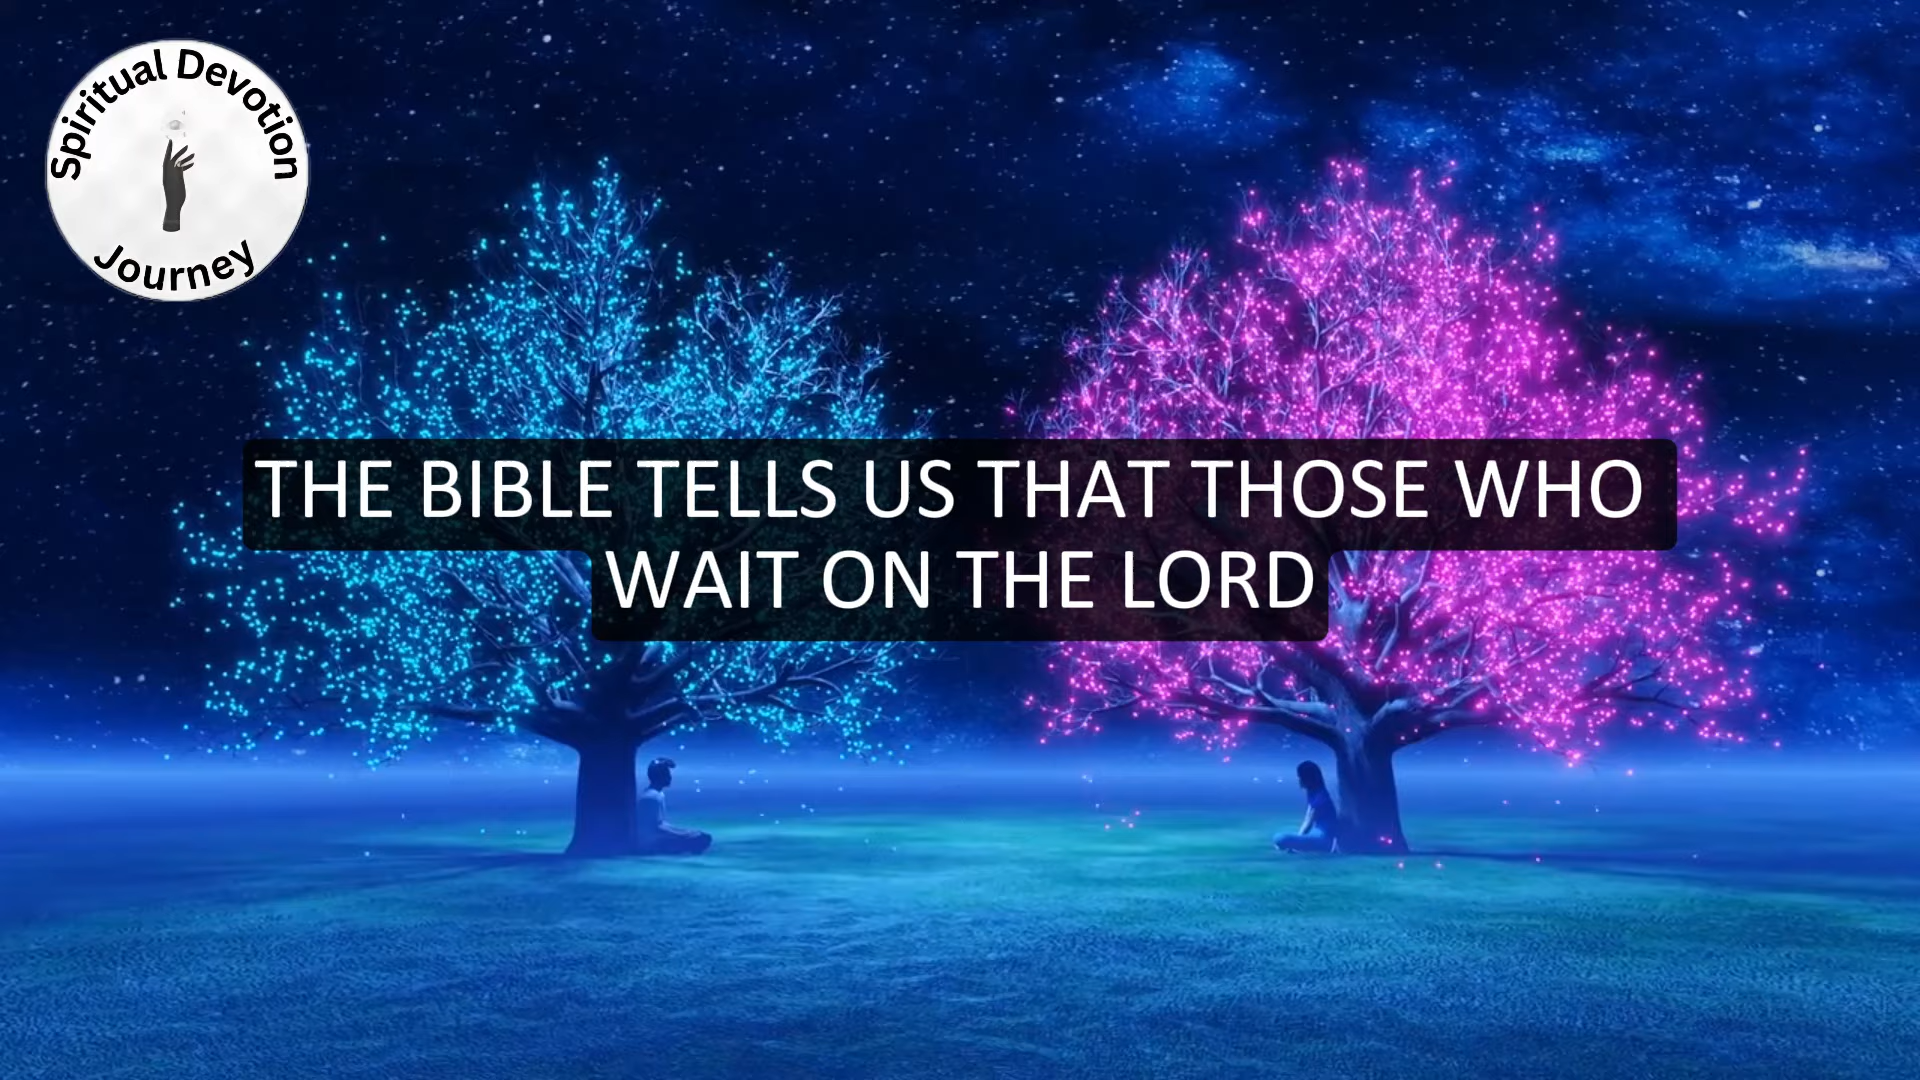 Spiritual Devotion
Journey
THE BIBLE TELLS US THAT THOSE WHO
WAIT ON THE LORD